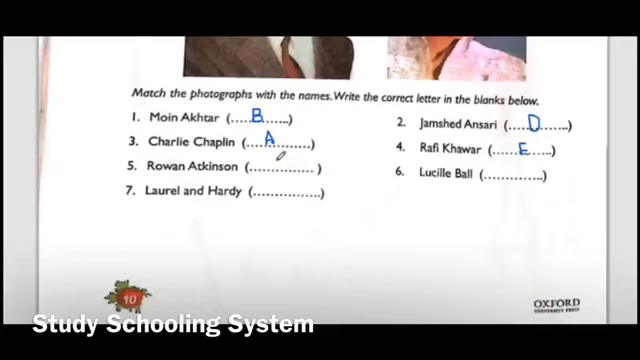 Match the photographs with the names. Write the correct letter in the blanks below.
1. Moin Akhtar (.....B......)
2. Jamshed Ansari (.....D......)
3. Charlie Chaplin (.....A.........)
4. Rafi Khawar (......E......)
5. Rowan Atkinson (............... )
6. Lucille Ball (.............)
7. Laurel and Hardy (................)
10
OXFORD
UNIVERSITY PRESS
Study Schooling System